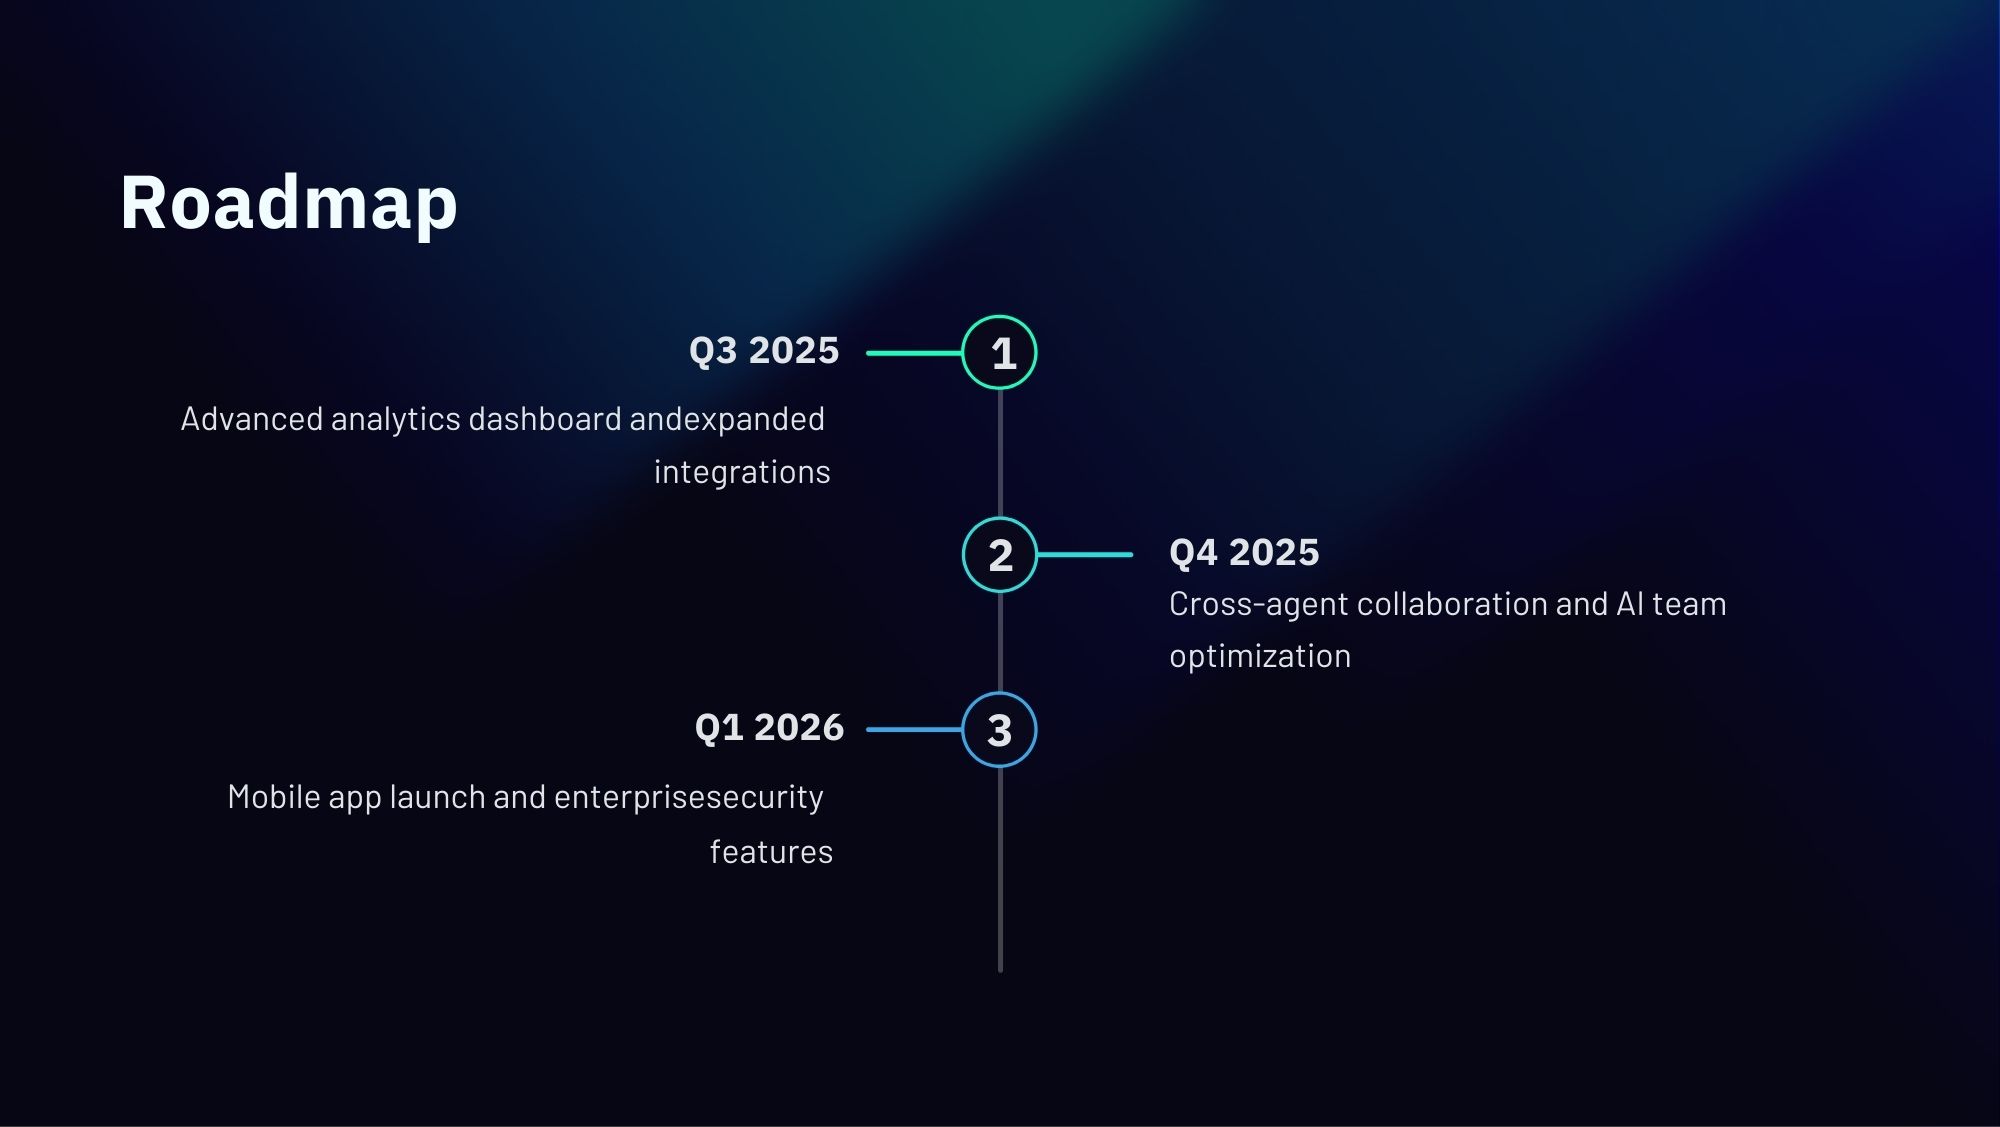 Roadmap
Q3 2025
1
Advanced analytics dashboard andexpanded
integrations
2
Q4 2025
Cross-agent collaboration and AI team
optimization
Q1 2026
3
Mobile app launch and enterprisesecurity
features